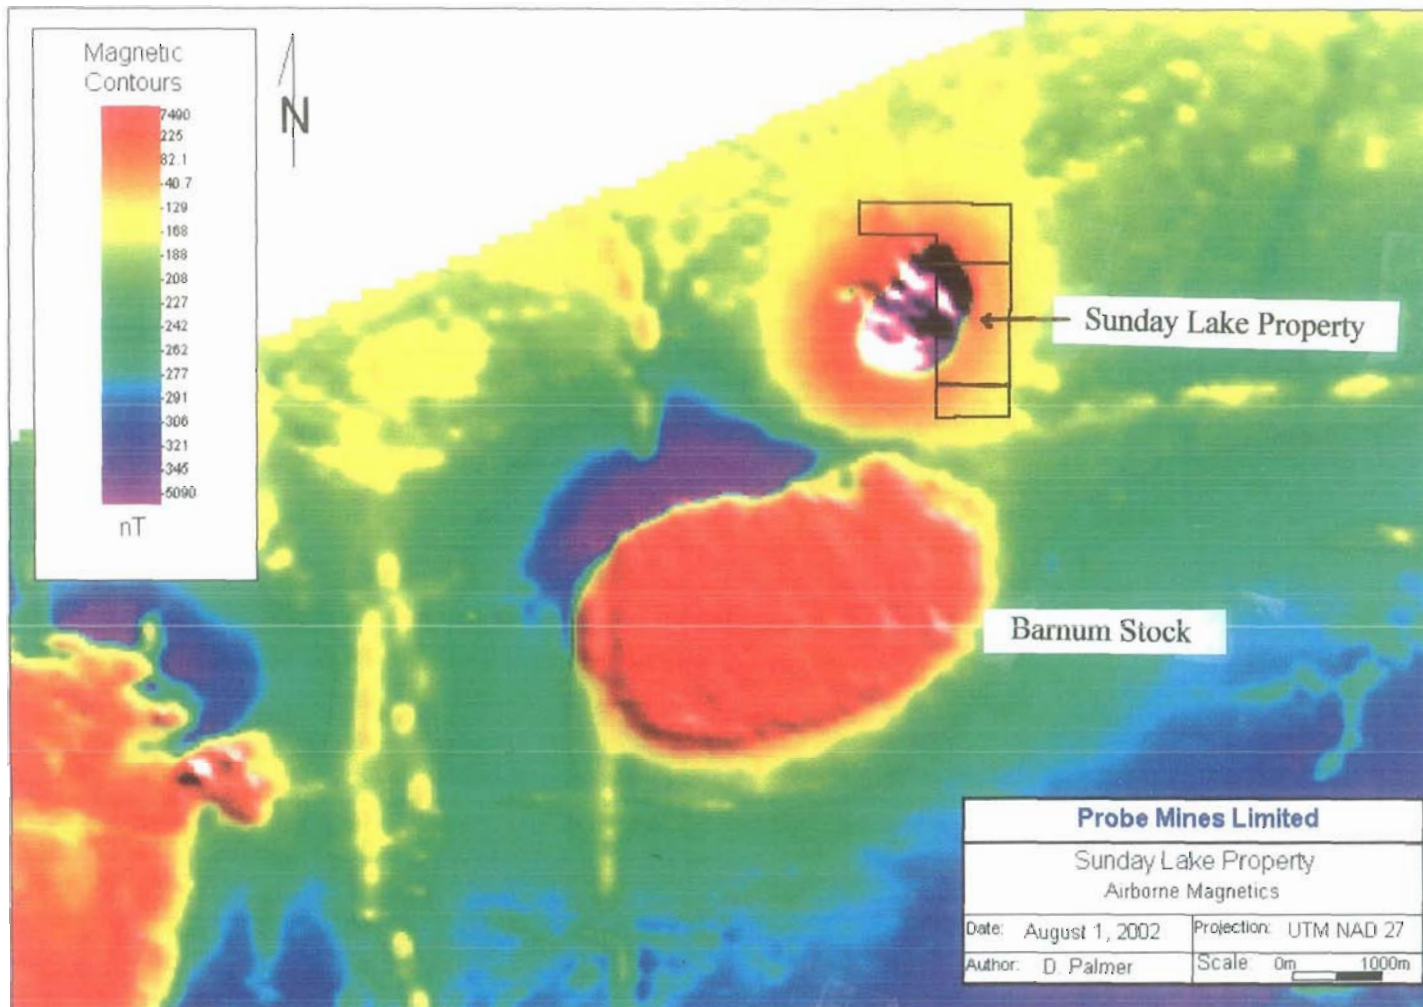 Magnetic
Contours
7490
225
82.1
-40.7
-129
-168
-188
-208
-227
-242
-262
-277
-291
-306
-321
-345
-5090
nT
N
Sunday Lake Property
Barnum Stock
Probe Mines Limited
Sunday Lake Property
Airborne Magnetics
Date: August 1, 2002
Projection: UTM NAD 27
Author: D. Palmer
Scale 0m 1000m